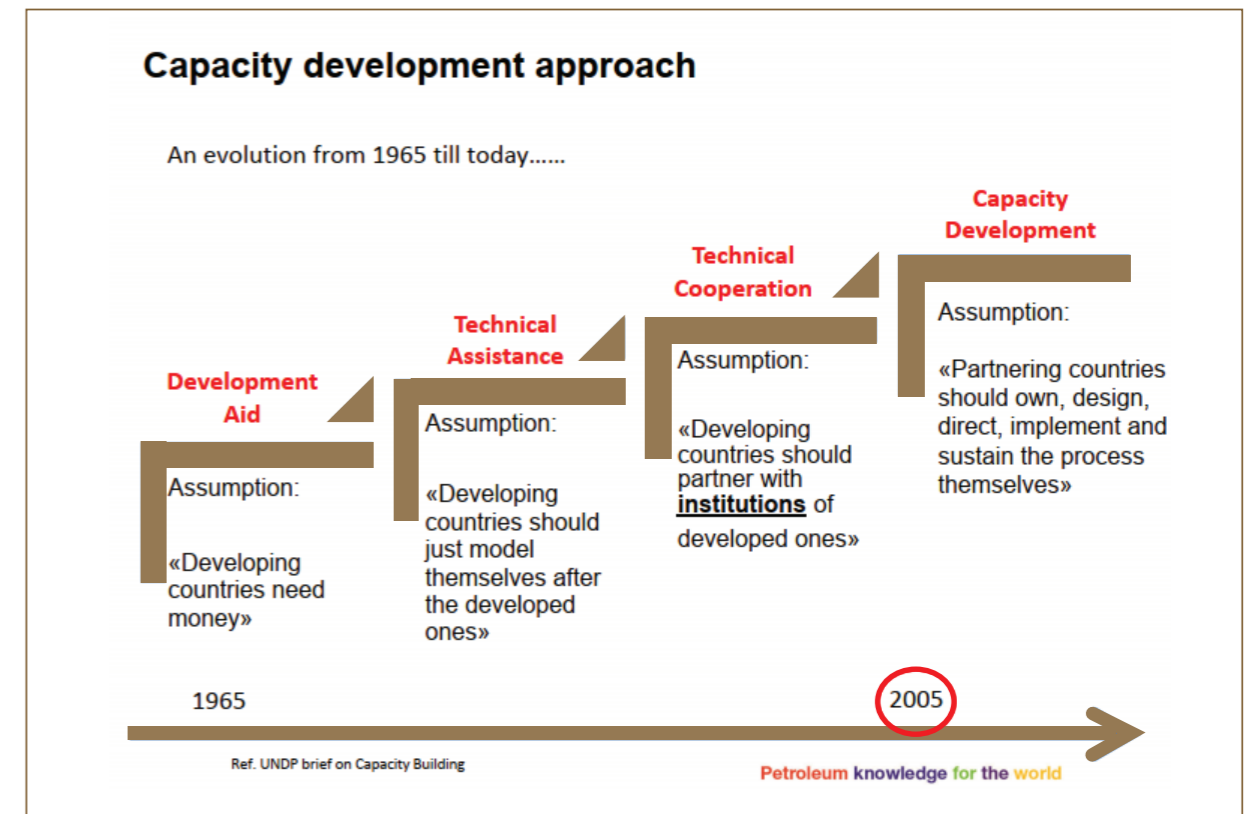 Capacity development approach
An evolution from 1965 till today......
Development
Aid
Assumption:
«Developing
countries need
money»
Technical
Assistance
Assumption:
«Developing
countries should
just model
themselves after
the developed
ones»
Technical
Cooperation
Assumption:
«Developing
countries should
partner with
institutions of
developed ones»
Capacity
Development
Assumption:
«Partnering countries
should own, design,
direct, implement and
sustain the process
themselves»
1965
2005
Ref. UNDP brief on Capacity Building
Petroleum knowledge for the world